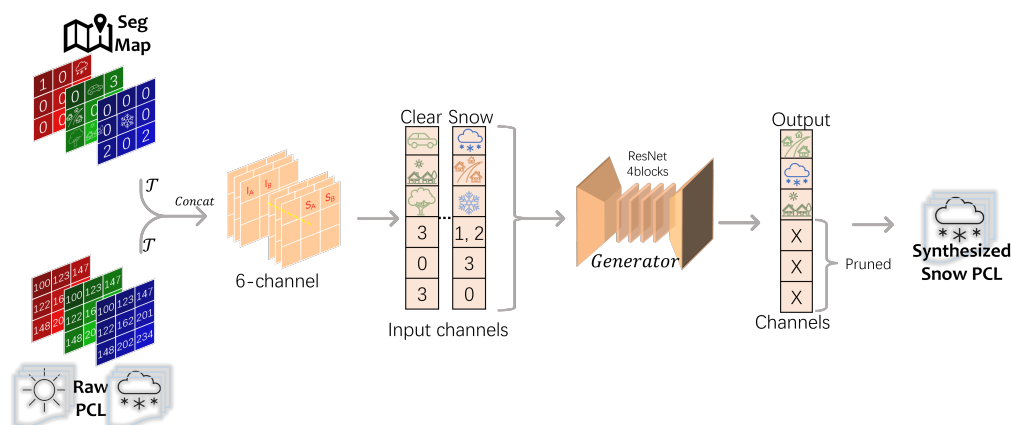 Seg
Map
1 0
0 0 3
0 0 0 0
0 0 0
0 2 0 2
𝒯
Concat
𝒯
I_A I_B
S_A S_B
6-channel
100 123 147
122 16 100 123 147
148 20 122 16 100 123 147
148 20 122 162 201
148 202 234
Raw
PCL
Clear Snow
3 1, 2
0 3
3 0
Input channels
ResNet
4blocks
Generator
Output
X
X
X
Pruned
Channels
Synthesized
Snow PCL